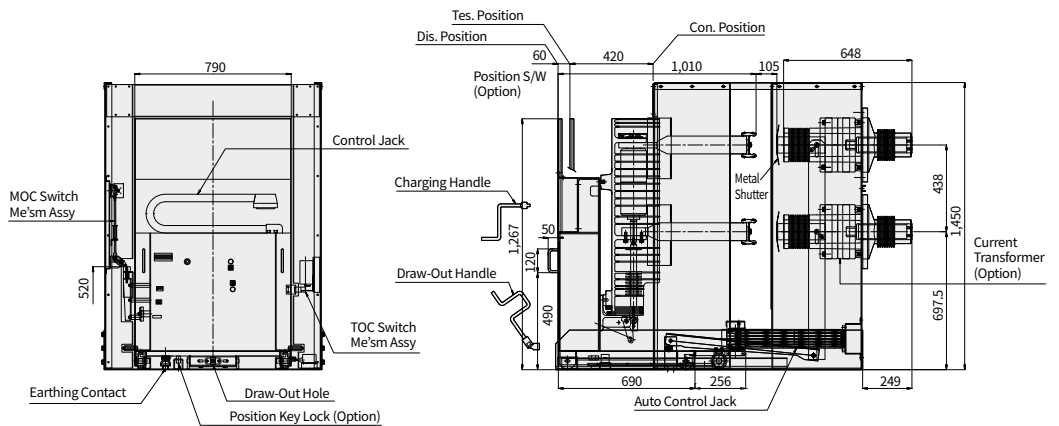 790
Control Jack
MOC Switch
Me'sm Assy
520
TOC Switch
Me'sm Assy
Earthing Contact
Draw-Out Hole
Position Key Lock (Option)
Tes. Position
Dis. Position
Con. Position
60
420
648
1,010
105
Position S/W
(Option)
Charging Handle
Metal
Shutter
438
1,450
1,267
50
120
Current
Transformer
(Option)
Draw-Out Handle
490
697.5
690
256
249
Auto Control Jack